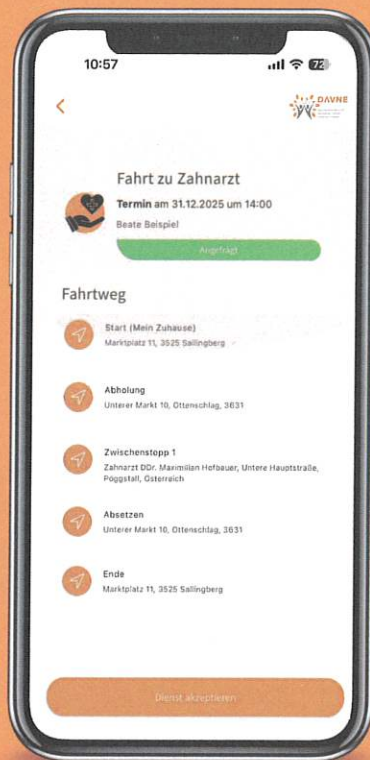 10:57
72
DAVNE
Fahrt zu Zahnarzt
Termin am 31.12.2025 um 14:00
Beate Beispiel
Angefragt
Fahrtweg
Start (Mein Zuhause)
Marktplatz 11, 3525 Sallingberg
Abholung
Unterer Markt 10, Ottenschlag, 3631
Zwischenstopp 1
Zahnarzt DDr. Maximilian Hofbauer, Untere Hauptstraße,
Pöggstall, Österreich
Absetzen
Unterer Markt 10, Ottenschlag, 3631
Ende
Marktplatz 11, 3525 Sallingberg
Dienst akzeptieren